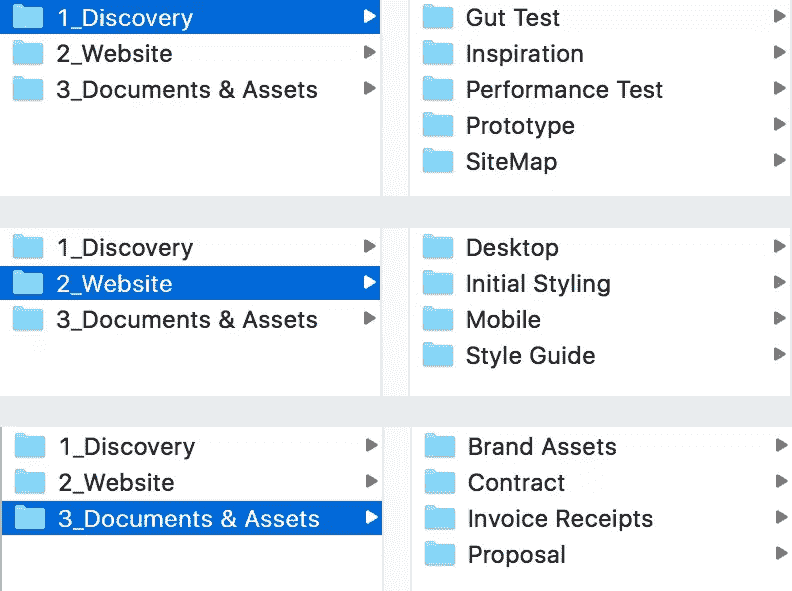 1_Discovery
2_Website
3_Documents & Assets
Gut Test
Inspiration
Performance Test
Prototype
SiteMap
1_Discovery
2_Website
3_Documents & Assets
Desktop
Initial Styling
Mobile
Style Guide
1_Discovery
2_Website
3_Documents & Assets
Brand Assets
Contract
Invoice Receipts
Proposal